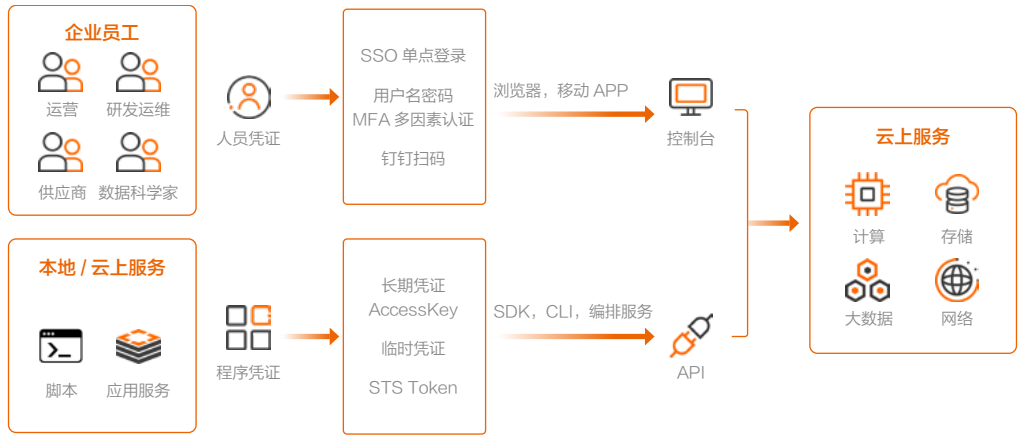 企业员工
运营
研发运维
供应商
数据科学家
人员凭证
SSO 单点登录
用户名密码
MFA 多因素认证
钉钉扫码
浏览器，移动 APP
控制台
本地 / 云上服务
脚本
应用服务
程序凭证
长期凭证
AccessKey
临时凭证
STS Token
SDK，CLI，编排服务
API
云上服务
计算
存储
大数据
网络